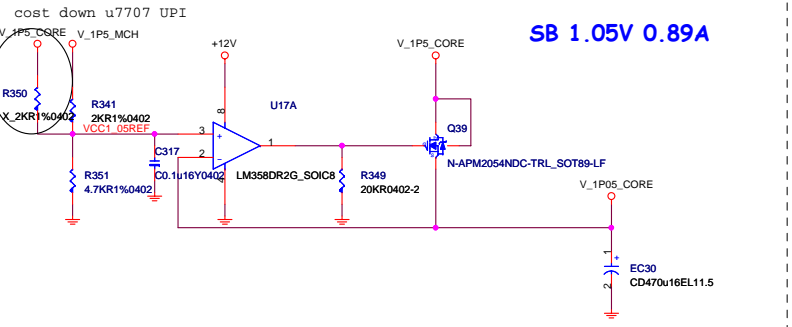 cost down u7707 UPI
V_1P5_CORE
V_1P5_MCH
+12V
V_1P5_CORE
SB 1.05V 0.89A
R350
X_2KR1%0402
R341
2KR1%0402
VCC1_05REF
U17A
8
3
+
1
2
-
4
LM358DR2G_SOIC8
Q39
N-APM2054NDC-TRL_SOT89-LF
C317
C0.1u16Y0402
R351
4.7KR1%0402
R349
20KR0402-2
V_1P05_CORE
1
+
2
EC30
CD470u16EL11.5